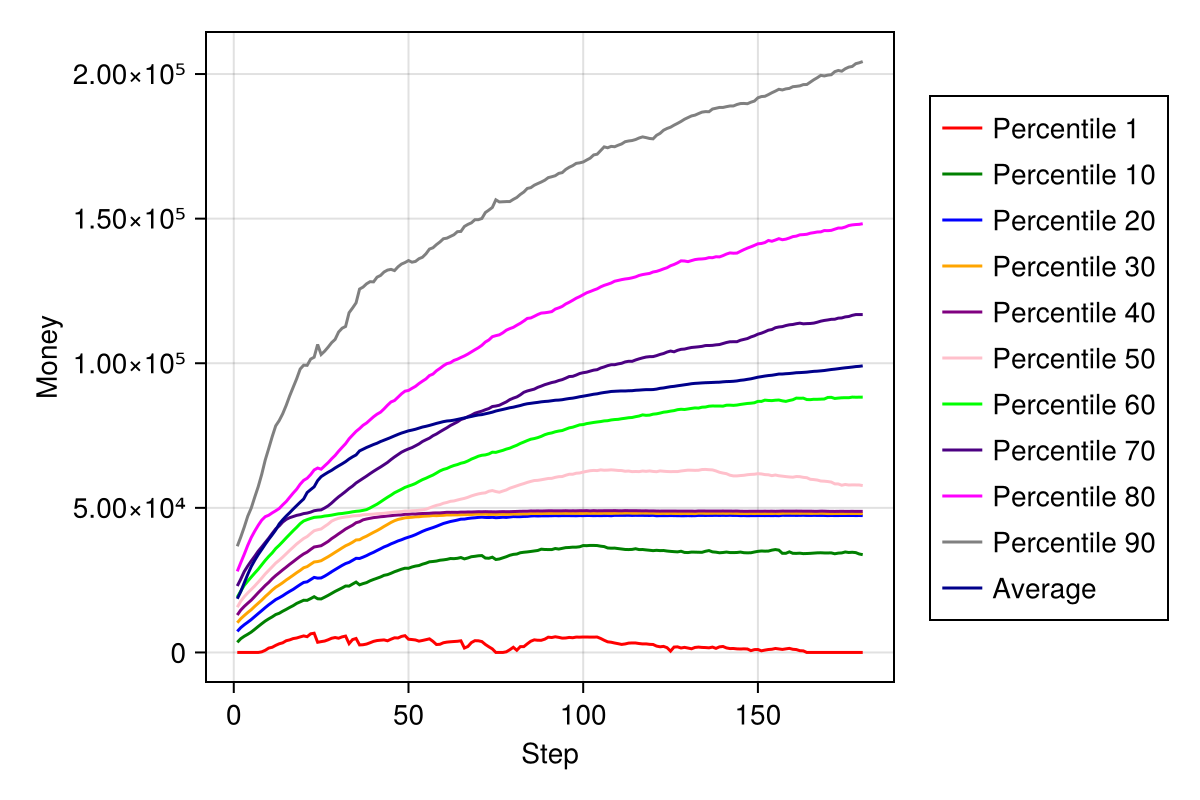 2.00×10⁵
1.50×10⁵
1.00×10⁵
5.00×10⁴
0
Money
0 50 100 150
Step
Percentile 1
Percentile 10
Percentile 20
Percentile 30
Percentile 40
Percentile 50
Percentile 60
Percentile 70
Percentile 80
Percentile 90
Average